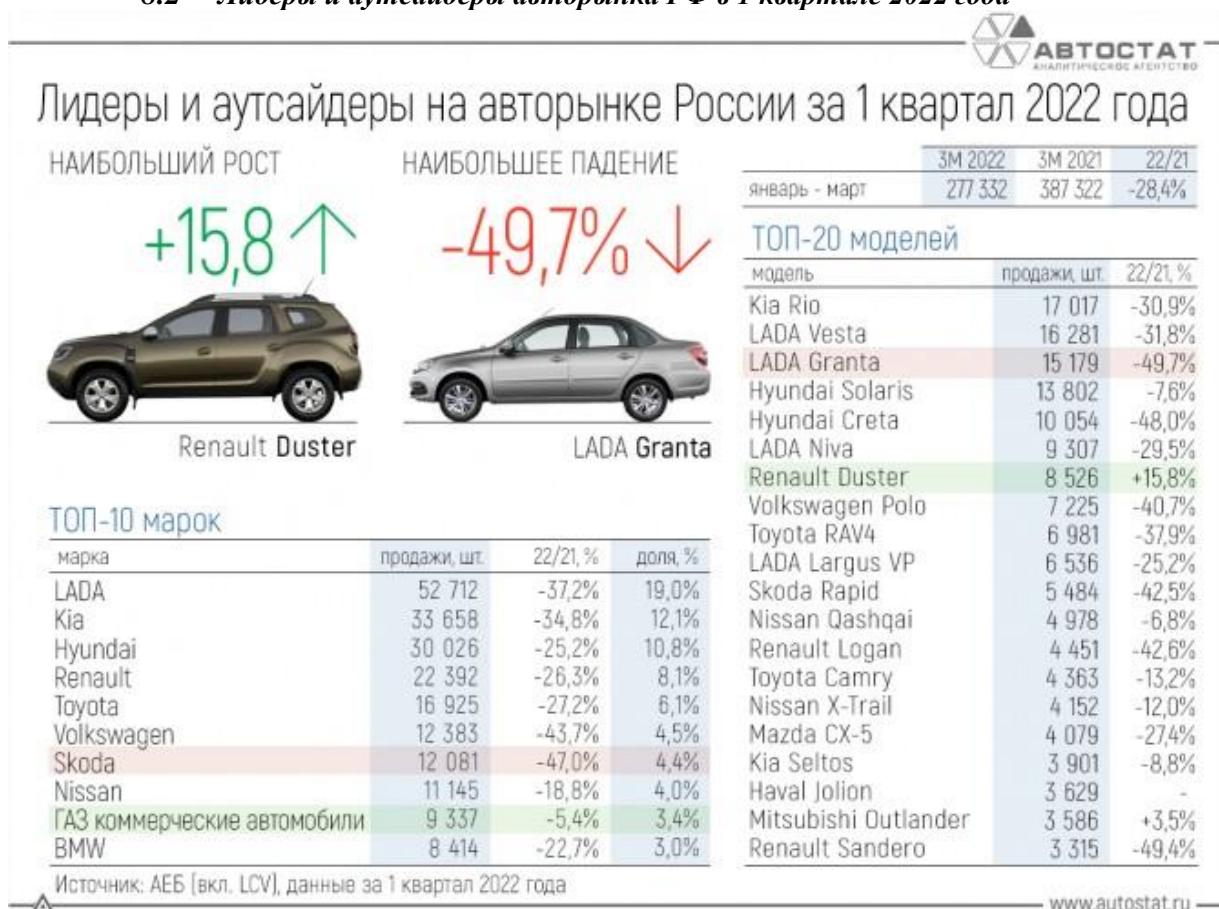 АВТОСТАТ
АНАЛИТИЧЕСКОЕ АГЕНТСТВО
Лидеры и аутсайдеры на авторынке России за 1 квартал 2022 года
НАИБОЛЬШИЙ РОСТ
+15,8
Renault Duster
НАИБОЛЬШЕЕ ПАДЕНИЕ
-49,7%
LADA Granta
ТОП-10 марок
марка продажи, шт. 22/21, % доля, %
LADA 52 712 -37,2% 19,0%
Kia 33 658 -34,8% 12,1%
Hyundai 30 026 -25,2% 10,8%
Renault 22 392 -26,3% 8,1%
Toyota 16 925 -27,2% 6,1%
Volkswagen 12 383 -43,7% 4,5%
Skoda 12 081 -47,0% 4,4%
Nissan 11 145 -18,8% 4,0%
ГАЗ коммерческие автомобили 9 337 -5,4% 3,4%
BMW 8 414 -22,7% 3,0%
Источник: АЕБ (вкл. LCV), данные за 1 квартал 2022 года
3М 2022 3М 2021 22/21
январь - март 277 332 387 322 -28,4%
ТОП-20 моделей
модель продажи, шт. 22/21, %
Kia Rio 17 017 -30,9%
LADA Vesta 16 281 -31,8%
LADA Granta 15 179 -49,7%
Hyundai Solaris 13 802 -7,6%
Hyundai Creta 10 054 -48,0%
LADA Niva 9 307 -29,5%
Renault Duster 8 526 +15,8%
Volkswagen Polo 7 225 -40,7%
Toyota RAV4 6 981 -37,9%
LADA Largus VP 6 536 -25,2%
Skoda Rapid 5 484 -42,5%
Nissan Qashqai 4 978 -6,8%
Renault Logan 4 451 -42,6%
Toyota Camry 4 363 -13,2%
Nissan X-Trail 4 152 -12,0%
Mazda CX-5 4 079 -27,4%
Kia Seltos 3 901 -8,8%
Haval Jolion 3 629 -
Mitsubishi Outlander 3 586 +3,5%
Renault Sandero 3 315 -49,4%
www.autostat.ru